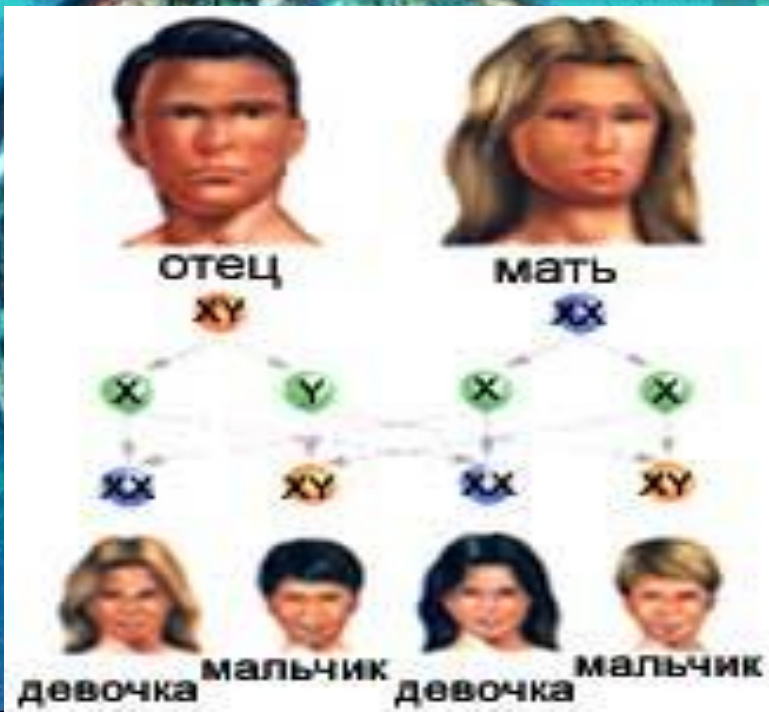 отец мать
XY XX
X Y X X
XX XY XX XY
девочка мальчик девочка мальчик